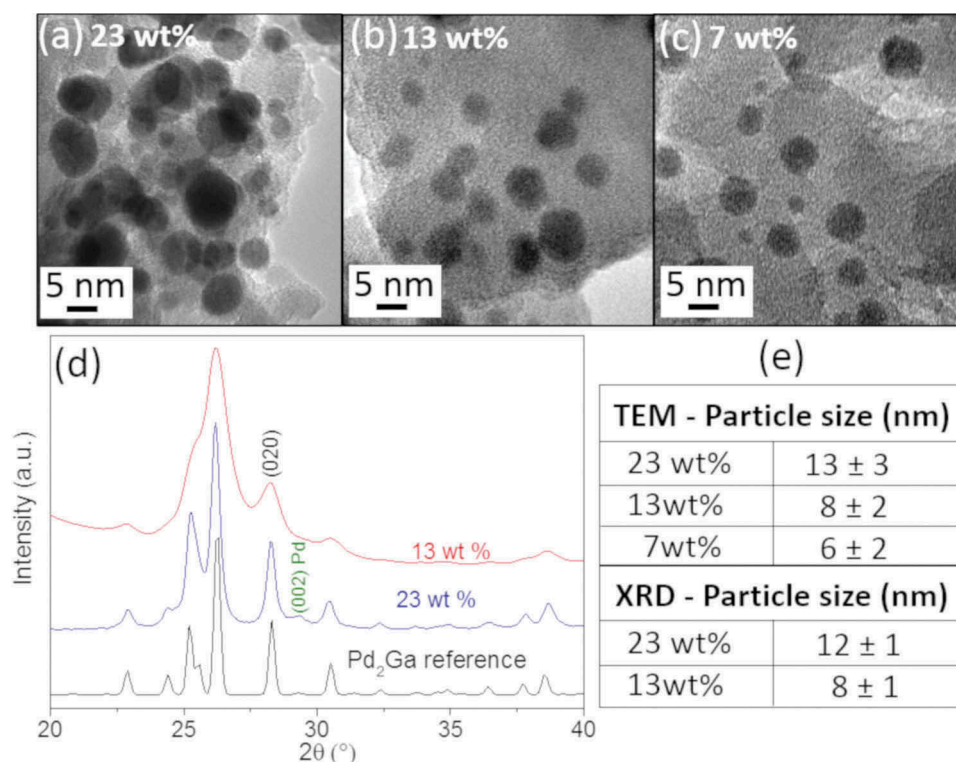 (a) 23 wt%
(b) 13 wt%
(c) 7 wt%
5 nm
5 nm
5 nm
(d)
Intensity (a.u.)
(020)
(002) Pd
13 wt %
23 wt %
Pd₂Ga reference
20 25 30 35 40
2θ (°)
(e)
TEM - Particle size (nm)
23 wt% 13 ± 3
13wt% 8 ± 2
7wt% 6 ± 2
XRD - Particle size (nm)
23 wt% 12 ± 1
13wt% 8 ± 1